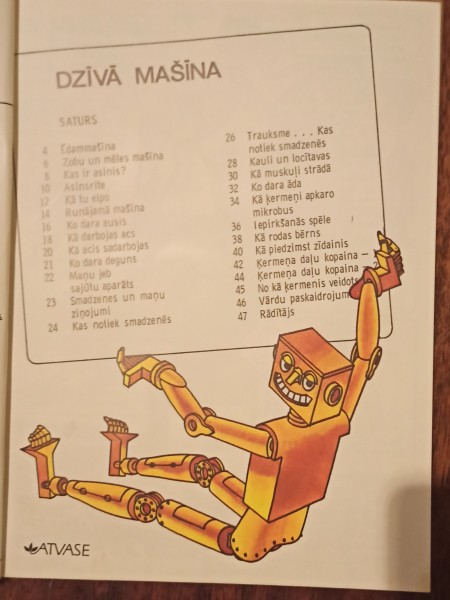 DZĪVĀ MAŠĪNA
SATURS
4 Ēdammašīna
6 Zobu un mēles mašīna
8 Kas ir asinis?
10 Asinsrite
12 Kā tu elpo
14 Runājamā mašīna
16 Ko dara ausis
18 Kā darbojas acs
20 Kā acis sadarbojas
21 Ko dara deguns
22 Maņu jeb
sajūtu aparāts
23 Smadzenes un maņu
ziņojumi
24 Kas notiek smadzenēs
26 Trauksme . . . Kas
notiek smadzenēs
28 Kauli un locītavas
30 Kā muskuļi strādā
32 Ko dara āda
34 Kā ķermeņi apkaro
mikrobus
36 Iepirkšanās spēle
38 Kā rodas bērns
40 Kā piedzimst zīdainis
42 Ķermeņa daļu kopaina –
44 Ķermeņa daļu kopaina – 2
45 No kā ķermenis veidots
46 Vārdu paskaidrojumi
47 Rādītājs
ATVASE